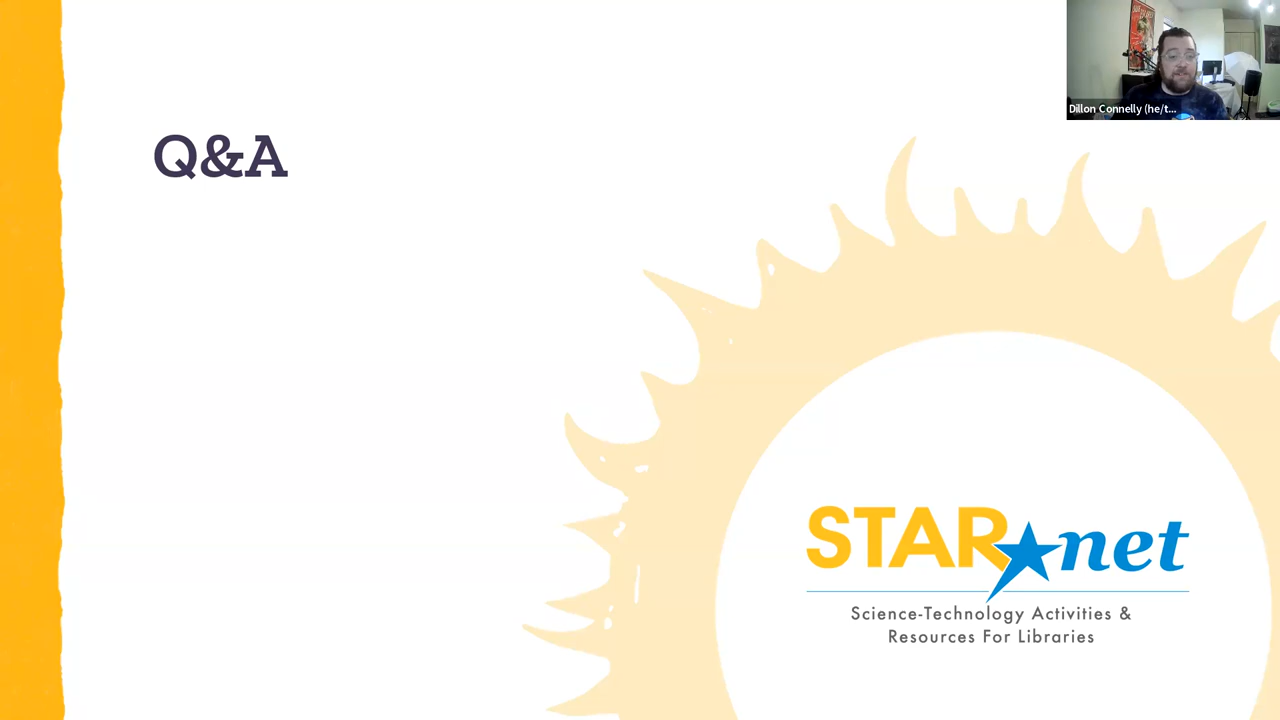 Q&A
Dillon Connelly (he/t...
STAR net
Science-Technology Activities &
Resources For Libraries